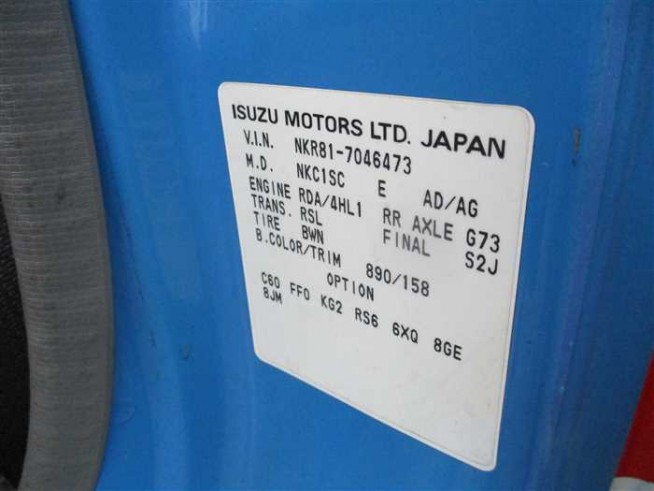 ISUZU MOTORS LTD. JAPAN
V.I.N. NKR81-7046473
M.D. NKC1SC E AD/AG
ENGINE RDA/4HL1 RR AXLE G73
TRANS. RSL FINAL S2J
TIRE BWN
B.COLOR/TRIM 890/158
OPTION
C60 FF0 KG2 RS6 6XQ 8GE
8JM